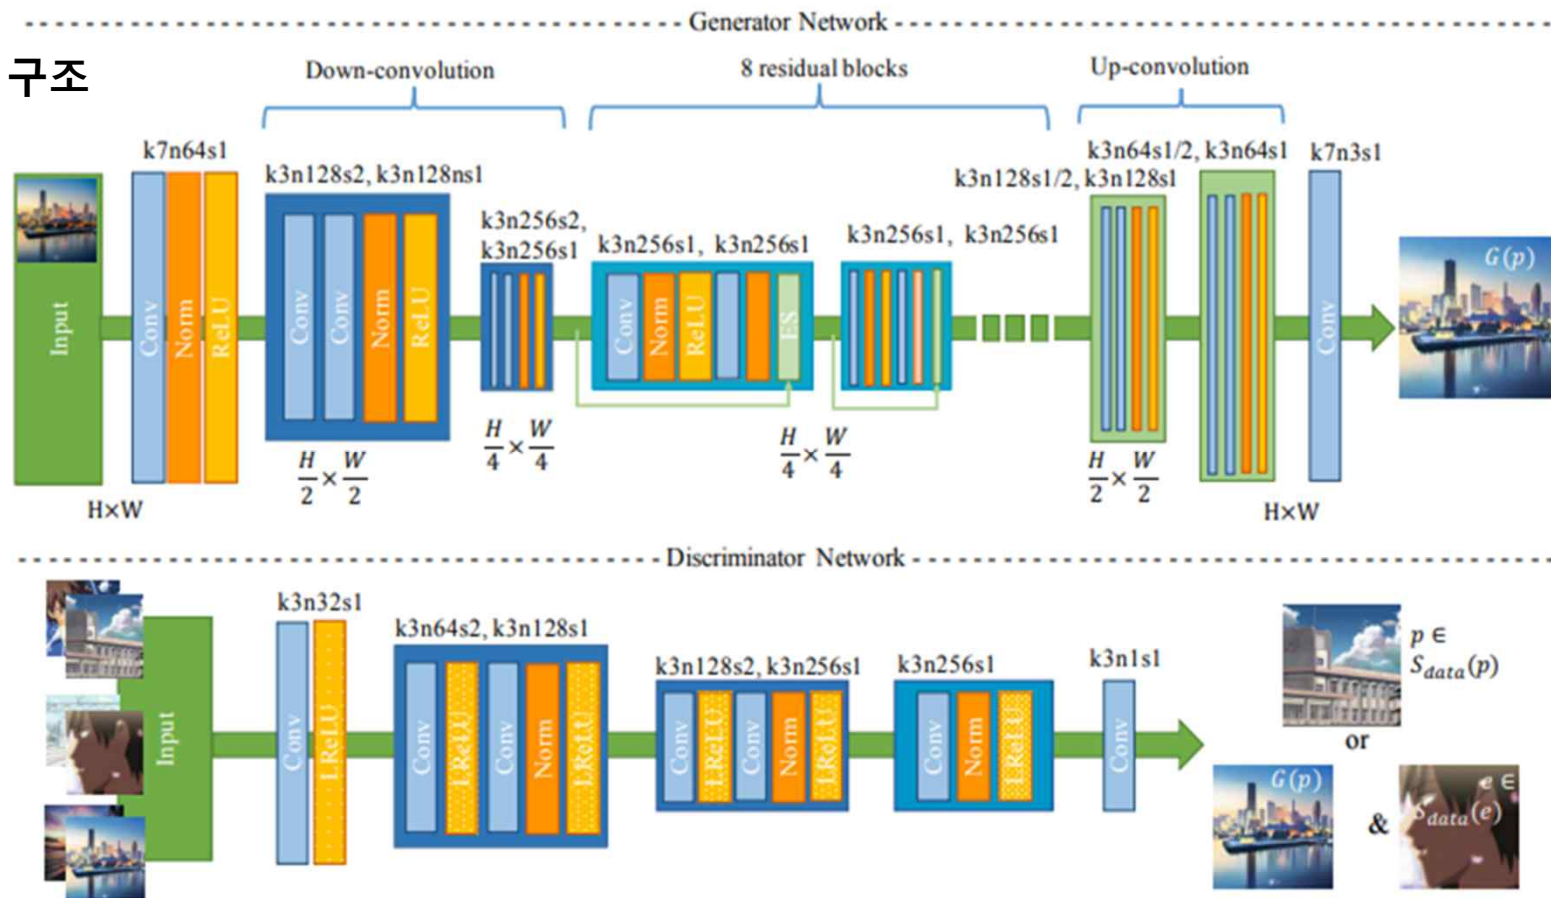 Generator Network
구조
Down-convolution
8 residual blocks
Up-convolution
k7n64s1
k3n128s2, k3n128ns1
k3n256s2,
k3n256s1
k3n256s1, k3n256s1
k3n256s1, k3n256s1
k3n128s1/2, k3n128s1
k3n64s1/2, k3n64s1
k7n3s1
Input
Conv
Norm
ReLU
Conv
Conv
Norm
ReLU
Conv
Norm
ReLU
ES
Conv
G(p)
H×W
H/2 × W/2
H/4 × W/4
H/4 × W/4
H/2 × W/2
H×W
Discriminator Network
k3n32s1
k3n64s2, k3n128s1
k3n128s2, k3n256s1
k3n256s1
k3n1s1
Input
Conv
LReLU
Conv
LReLU
Conv
Norm
LReLU
Conv
LReLU
Conv
Norm
LReLU
Conv
Norm
LReLU
Conv
p ∈
S_data(p)
or
G(p)
&
e ∈
S_data(e)